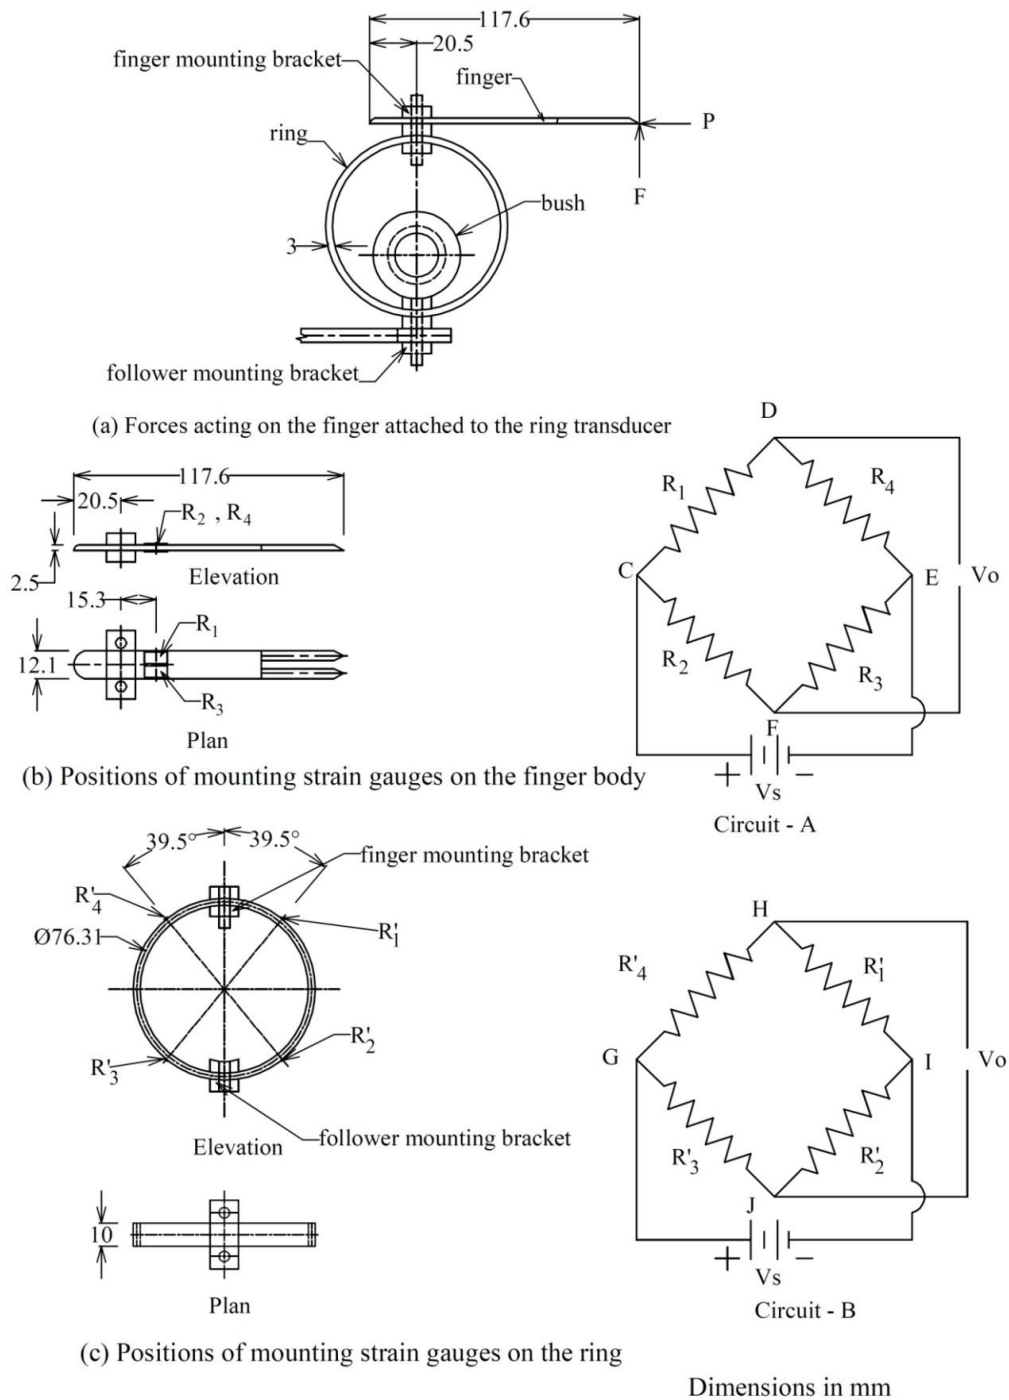 117.6
20.5
finger mounting bracket
finger
P
ring
F
bush
3
follower mounting bracket
(a) Forces acting on the finger attached to the ring transducer
D
117.6
R₁
R₄
20.5
R₂ , R₄
C
E
Vo
Elevation
2.5
15.3
R₁
12.1
R₂
R₃
R₃
Plan
F
(b) Positions of mounting strain gauges on the finger body
+
−
Vs
Circuit - A
39.5°
39.5°
finger mounting bracket
R'₄
H
Ø76.31
R'₁
R'₄
R'₁
R'₂
G
I
Vo
R'₃
follower mounting bracket
Elevation
R'₃
R'₂
J
10
+
−
Vs
Plan
Circuit - B
(c) Positions of mounting strain gauges on the ring
Dimensions in mm